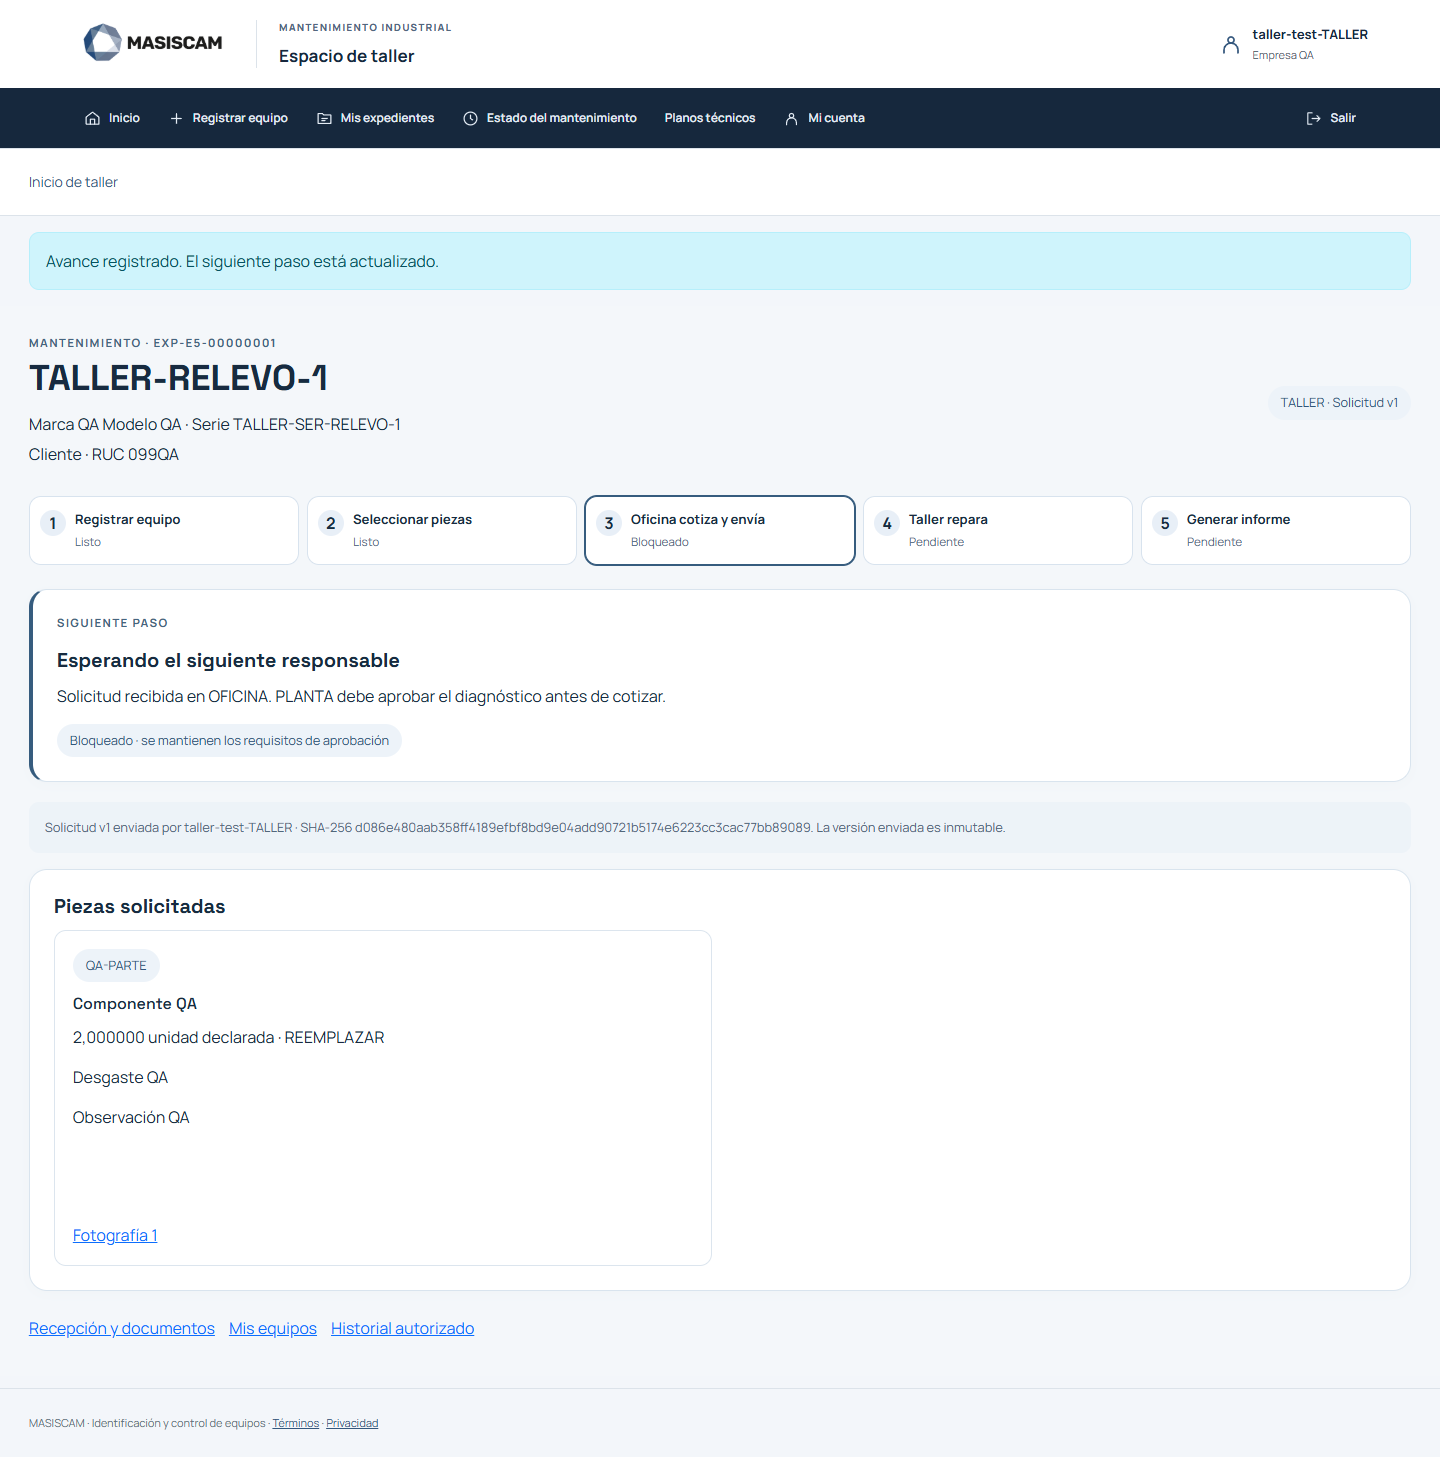 MASISCAM
MANTENIMIENTO INDUSTRIAL
Espacio de taller
taller-test-TALLER
Empresa QA
Inicio
Registrar equipo
Mis expedientes
Estado del mantenimiento
Planos técnicos
Mi cuenta
Salir
Inicio de taller
Avance registrado. El siguiente paso está actualizado.
MANTENIMIENTO · EXP-E5-00000001
TALLER-RELEVO-1
Marca QA Modelo QA · Serie TALLER-SER-RELEVO-1
Cliente · RUC 099QA
TALLER · Solicitud v1
1 Registrar equipo
Listo
2 Seleccionar piezas
Listo
3 Oficina cotiza y envía
Bloqueado
4 Taller repara
Pendiente
5 Generar informe
Pendiente
SIGUIENTE PASO
Esperando el siguiente responsable
Solicitud recibida en OFICINA. PLANTA debe aprobar el diagnóstico antes de cotizar.
Bloqueado · se mantienen los requisitos de aprobación
Solicitud v1 enviada por taller-test-TALLER · SHA-256 d086e480aab358ff4189efbf8bd9e04add90721b5174e6223cc3cac77bb89089. La versión enviada es inmutable.
Piezas solicitadas
QA-PARTE
Componente QA
2,000000 unidad declarada · REEMPLAZAR
Desgaste QA
Observación QA
Fotografía 1
Recepción y documentos Mis equipos Historial autorizado
MASISCAM · Identificación y control de equipos · Términos · Privacidad